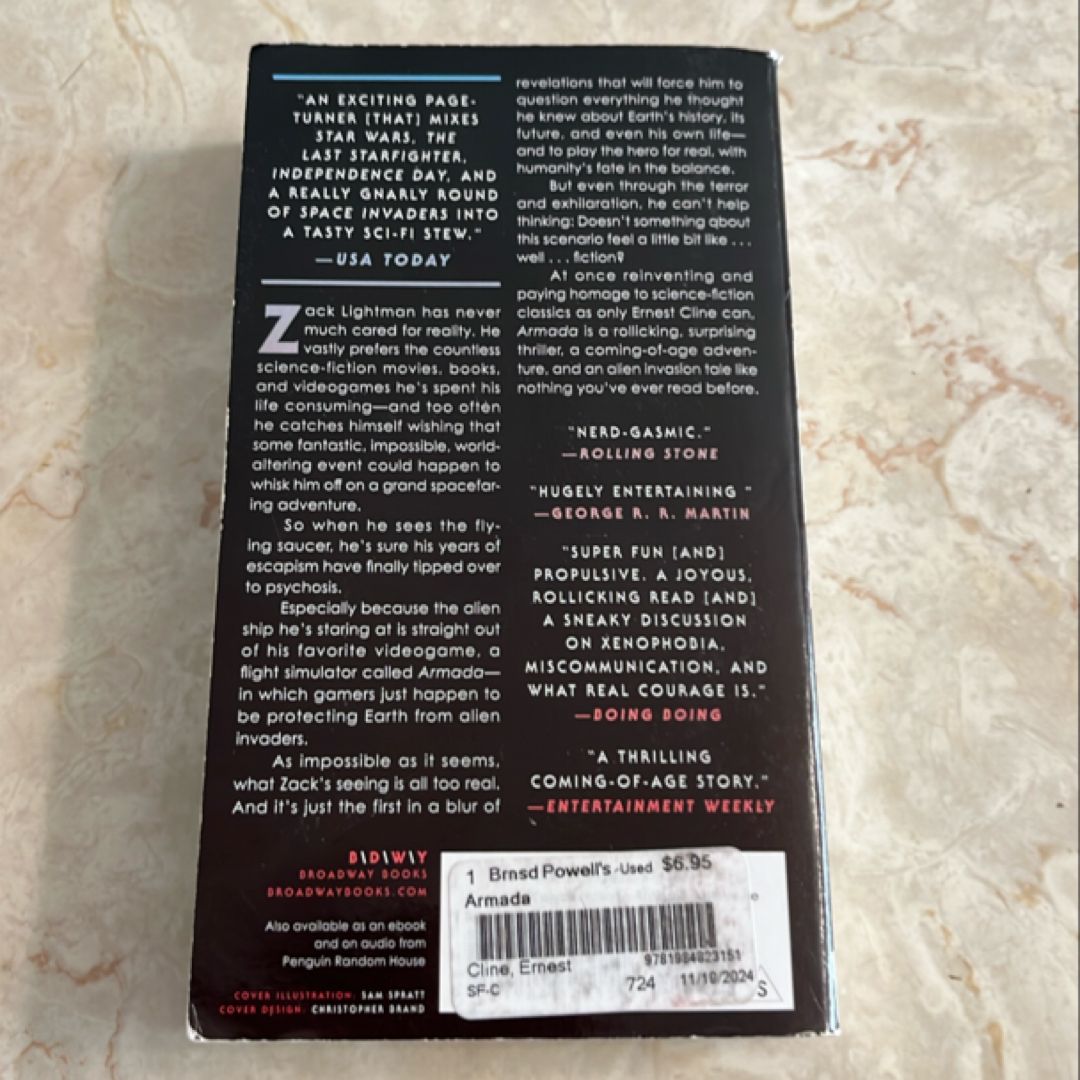 "AN EXCITING PAGE-
TURNER [THAT] MIXES
STAR WARS, THE
LAST STARFIGHTER,
INDEPENDENCE DAY, AND
A REALLY GNARLY ROUND
OF SPACE INVADERS INTO
A TASTY SCI-FI STEW."
—USA TODAY
Zack Lightman has never
much cared for reality. He
vastly prefers the countless
science-fiction movies, books,
and videogames he's spent his
life consuming—and too often
he catches himself wishing that
some fantastic, impossible, world-
altering event could happen to
whisk him off on a grand spacefar-
ing adventure.
So when he sees the fly-
ing saucer, he's sure his years of
escapism have finally tipped over
to psychosis.
Especially because the alien
ship he's staring at is straight out
of his favorite videogame, a
flight simulator called Armada—
in which gamers just happen to
be protecting Earth from alien
invaders.
As impossible as it seems,
what Zack's seeing is all too real.
And it's just the first in a blur of
revelations that will force him to
question everything he thought
he knew about Earth's history, its
future, and even his own life—
and to play the hero for real, with
humanity's fate in the balance.
But even through the terror
and exhilaration, he can't help
thinking: Doesn't something about
this scenario feel a little bit like . . .
well . . . fiction?
At once reinventing and
paying homage to science-fiction
classics as only Ernest Cline can,
Armada is a rollicking, surprising
thriller, a coming-of-age adven-
ture, and an alien invasion tale like
nothing you've ever read before.
"NERD-GASMIC."
—ROLLING STONE
"HUGELY ENTERTAINING "
—GEORGE R. R. MARTIN
"SUPER FUN [AND]
PROPULSIVE. A JOYOUS,
ROLLICKING READ [AND]
A SNEAKY DISCUSSION
ON XENOPHOBIA,
MISCOMMUNICATION, AND
WHAT REAL COURAGE IS."
—BOING BOING
"A THRILLING
COMING-OF-AGE STORY."
—ENTERTAINMENT WEEKLY
B\D\W\Y
BROADWAY BOOKS
BROADWAYBOOKS.COM
Also available as an ebook
and on audio from
Penguin Random House
COVER ILLUSTRATION: SAM SPRATT
COVER DESIGN: CHRISTOPHER BRAND
1 Brnsd Powell's -Used $6.95
Armada
9781984823151
Cline, Ernest
SF-C 724 11/19/2024
S